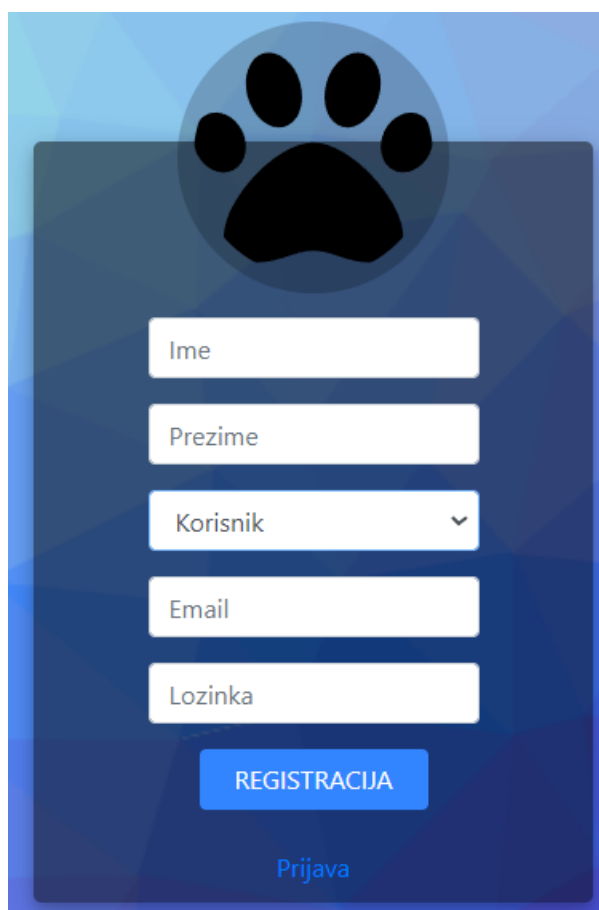 Ime
Prezime
Korisnik
Email
Lozinka
REGISTRACIJA
Prijava